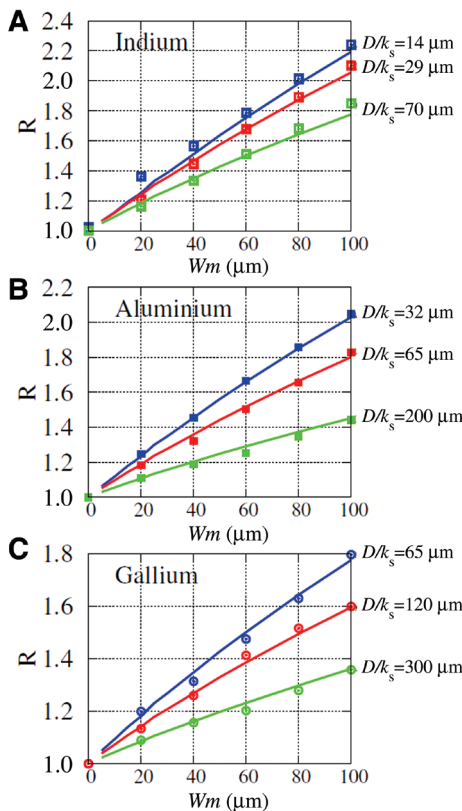 A
Indium
2.4
2.2
2.0
1.8
1.6
1.4
1.2
1.0
R
0
20
40
60
80
100
Wm (μm)
D/ks=14 μm
D/ks=29 μm
D/ks=70 μm
B
Aluminium
2.2
2.0
1.8
1.6
1.4
1.2
1.0
R
0
20
40
60
80
100
Wm (μm)
D/ks=32 μm
D/ks=65 μm
D/ks=200 μm
C
Gallium
1.8
1.6
1.4
1.2
1.0
R
0
20
40
60
80
100
Wm (μm)
D/ks=65 μm
D/ks=120 μm
D/ks=300 μm